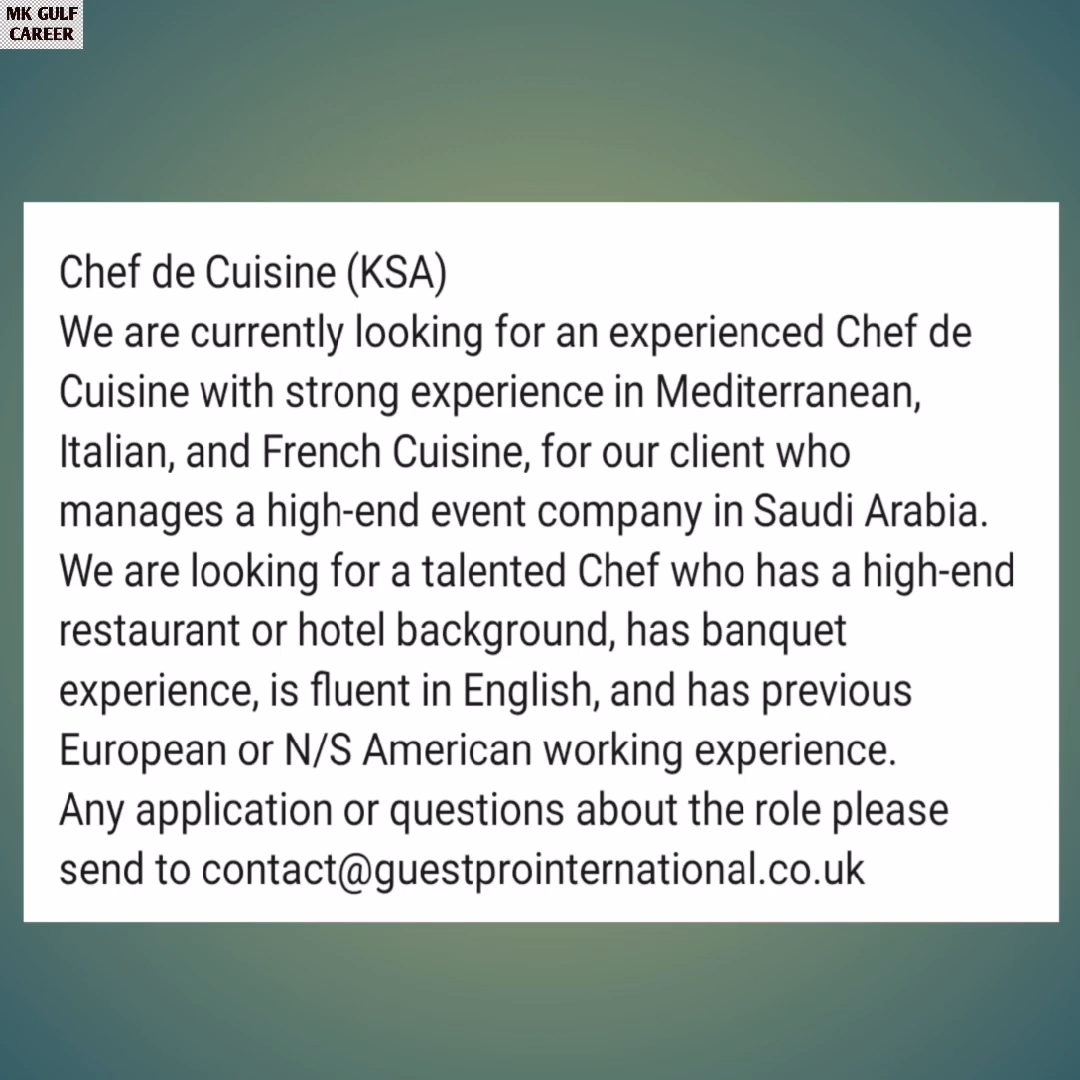 MK GULF
CAREER
Chef de Cuisine (KSA)
We are currently looking for an experienced Chef de
Cuisine with strong experience in Mediterranean,
Italian, and French Cuisine, for our client who
manages a high-end event company in Saudi Arabia.
We are looking for a talented Chef who has a high-end
restaurant or hotel background, has banquet
experience, is fluent in English, and has previous
European or N/S American working experience.
Any application or questions about the role please
send to contact@guestprointernational.co.uk